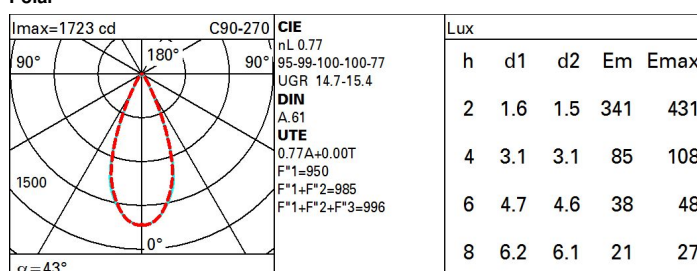 Imax=1723 cd C90-270
90° 180° 90°
1500
0°
α=43°
CIE
nL 0.77
95-99-100-100-77
UGR 14.7-15.4
DIN
A.61
UTE
0.77A+0.00T
F"1=950
F"1+F"2=985
F"1+F"2+F"3=996
Lux
h d1 d2 Em Emax
2 1.6 1.5 341 431
4 3.1 3.1 85 108
6 4.7 4.6 38 48
8 6.2 6.1 21 27